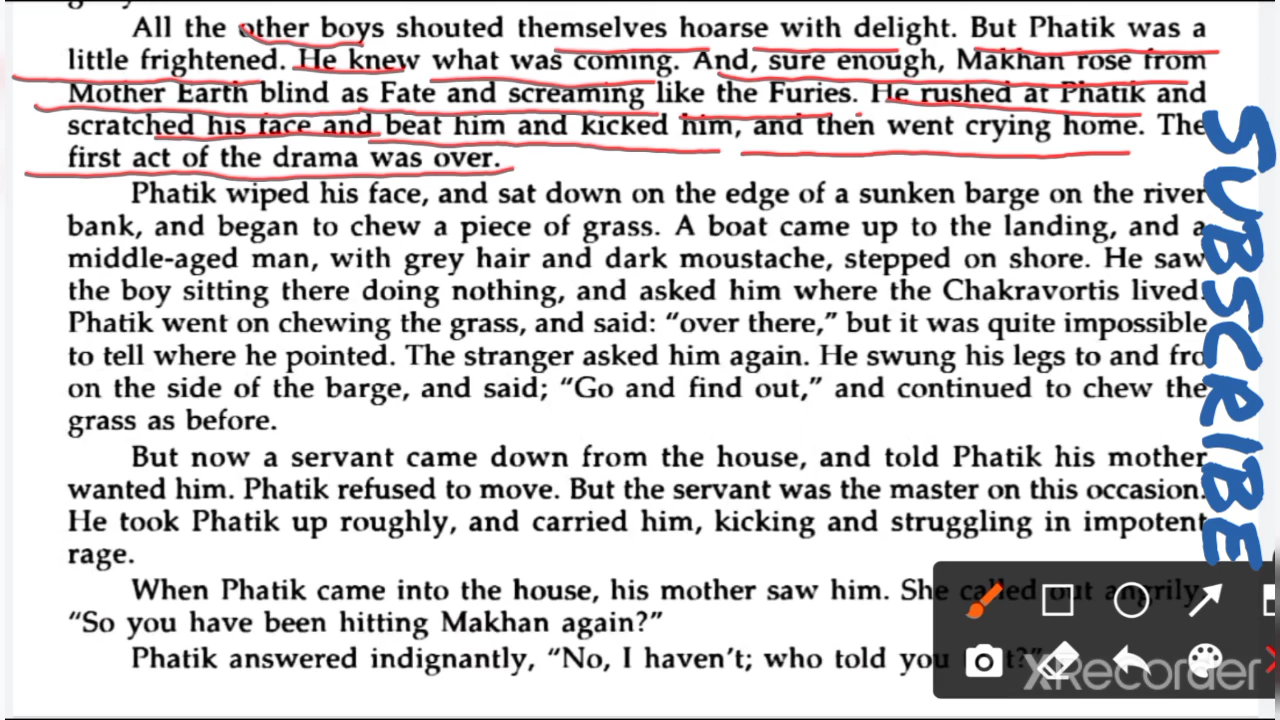 All the other boys shouted themselves hoarse with delight. But Phatik was a
little frightened. He knew what was coming. And, sure enough, Makhan rose from
Mother Earth blind as Fate and screaming like the Furies. He rushed at Phatik and
scratched his face and beat him and kicked him, and then went crying home. The
first act of the drama was over.
Phatik wiped his face, and sat down on the edge of a sunken barge on the river
bank, and began to chew a piece of grass. A boat came up to the landing, and a
middle-aged man, with grey hair and dark moustache, stepped on shore. He saw
the boy sitting there doing nothing, and asked him where the Chakravortis lived.
Phatik went on chewing the grass, and said: “over there,” but it was quite impossible
to tell where he pointed. The stranger asked him again. He swung his legs to and fro
on the side of the barge, and said; “Go and find out,” and continued to chew the
grass as before.
But now a servant came down from the house, and told Phatik his mother
wanted him. Phatik refused to move. But the servant was the master on this occasion.
He took Phatik up roughly, and carried him, kicking and struggling in impotent
rage.
When Phatik came into the house, his mother saw him. She called out angrily
“So you have been hitting Makhan again?”
Phatik answered indignantly, “No, I haven’t; who told you
SUBSCRIBE
XRecorder